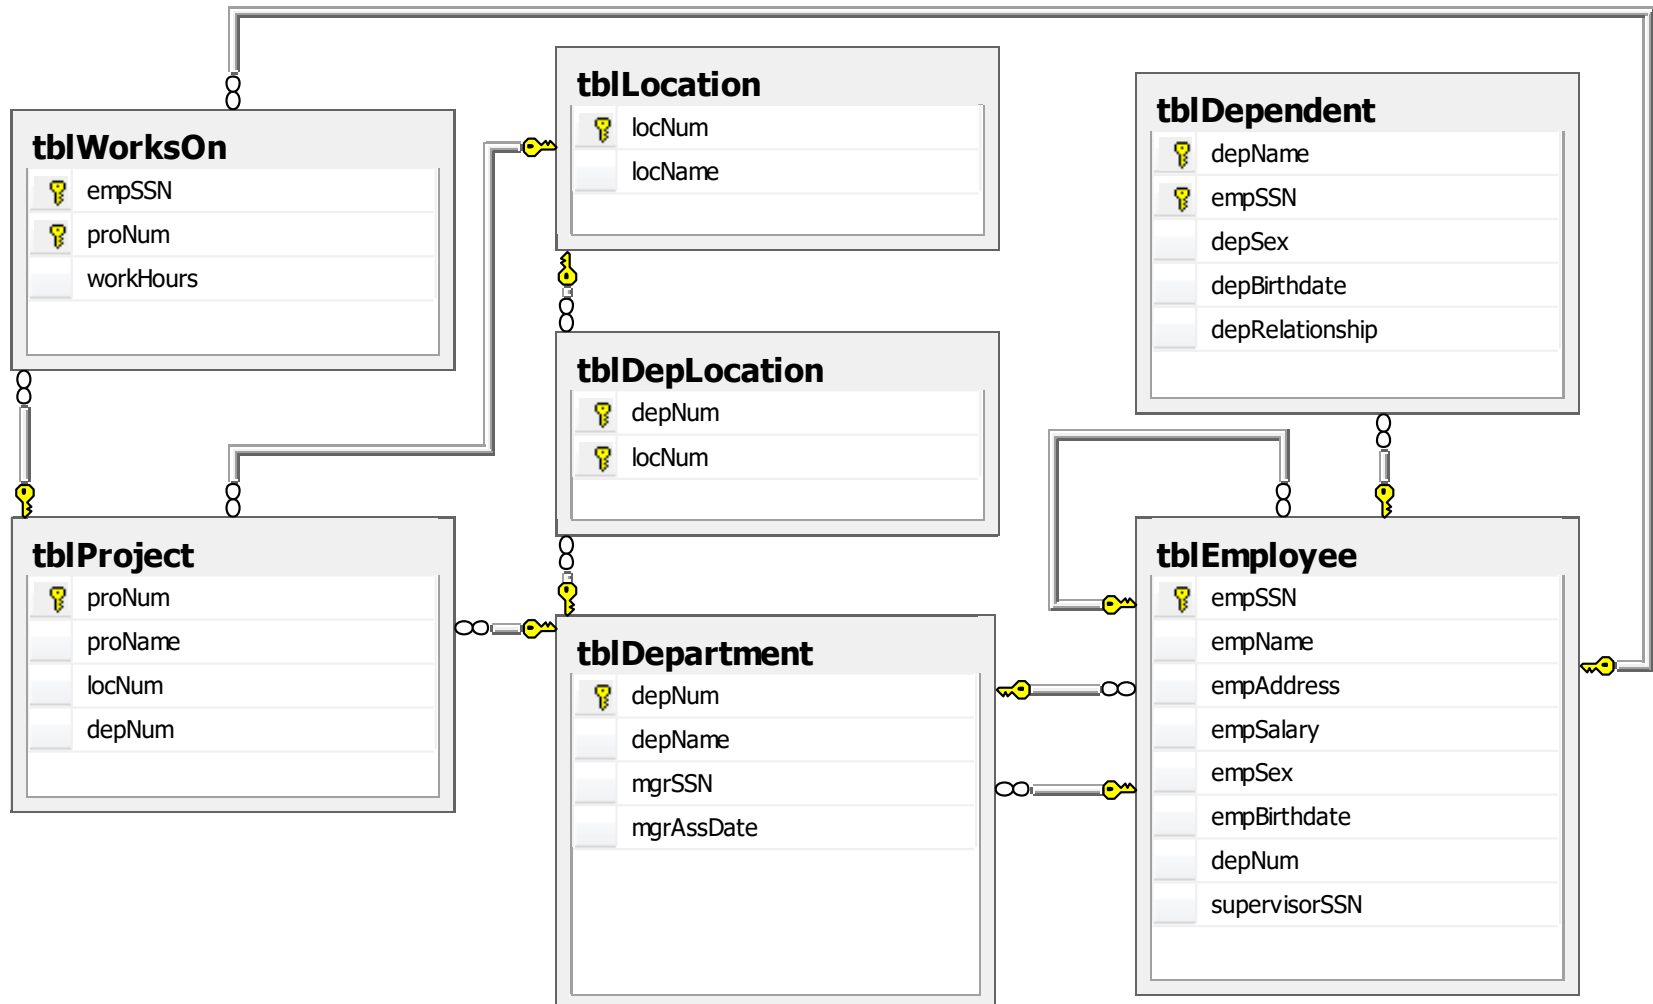 tblWorksOn
empSSN
proNum
workHours
tblLocation
locNum
locName
tblDependent
depName
empSSN
depSex
depBirthdate
depRelationship
tblDepLocation
depNum
locNum
tblProject
proNum
proName
locNum
depNum
tblDepartment
depNum
depName
mgrSSN
mgrAssDate
tblEmployee
empSSN
empName
empAddress
empSalary
empSex
empBirthdate
depNum
supervisorSSN